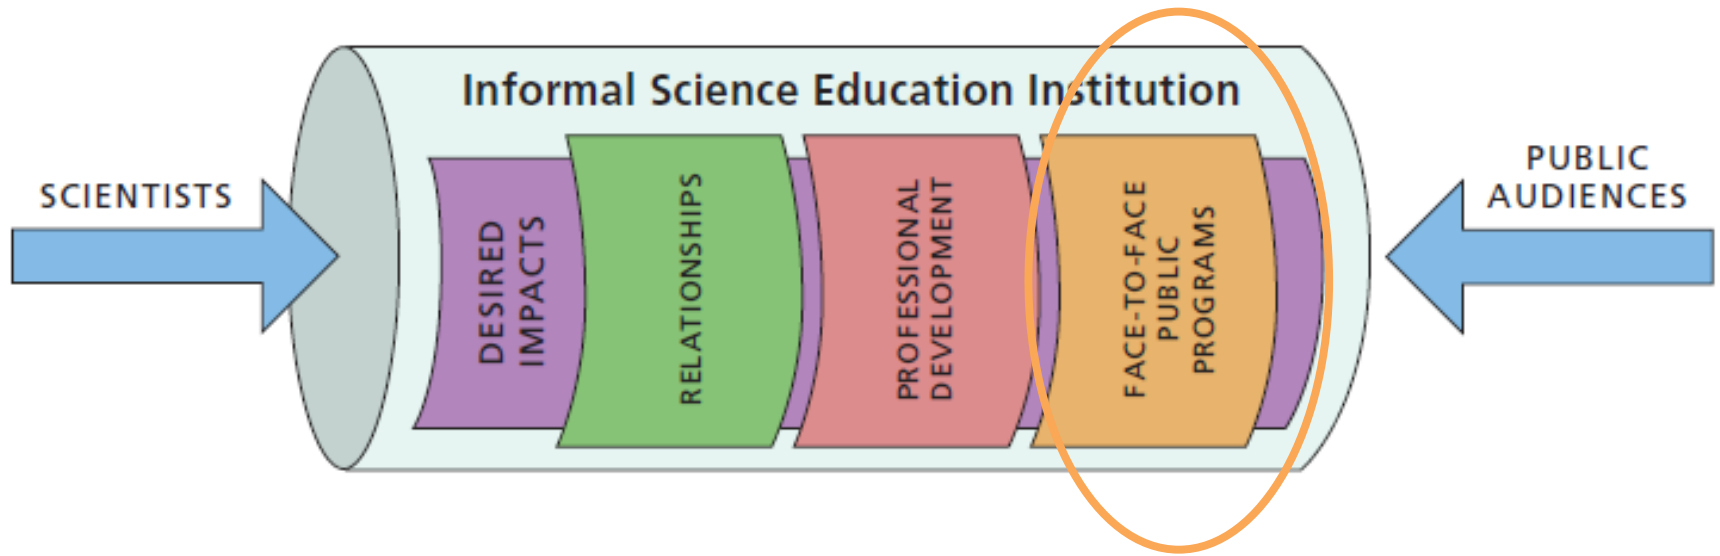 Informal Science Education Institution
SCIENTISTS
DESIRED
IMPACTS
RELATIONSHIPS
PROFESSIONAL
DEVELOPMENT
FACE-TO-FACE
PUBLIC
PROGRAMS
PUBLIC
AUDIENCES